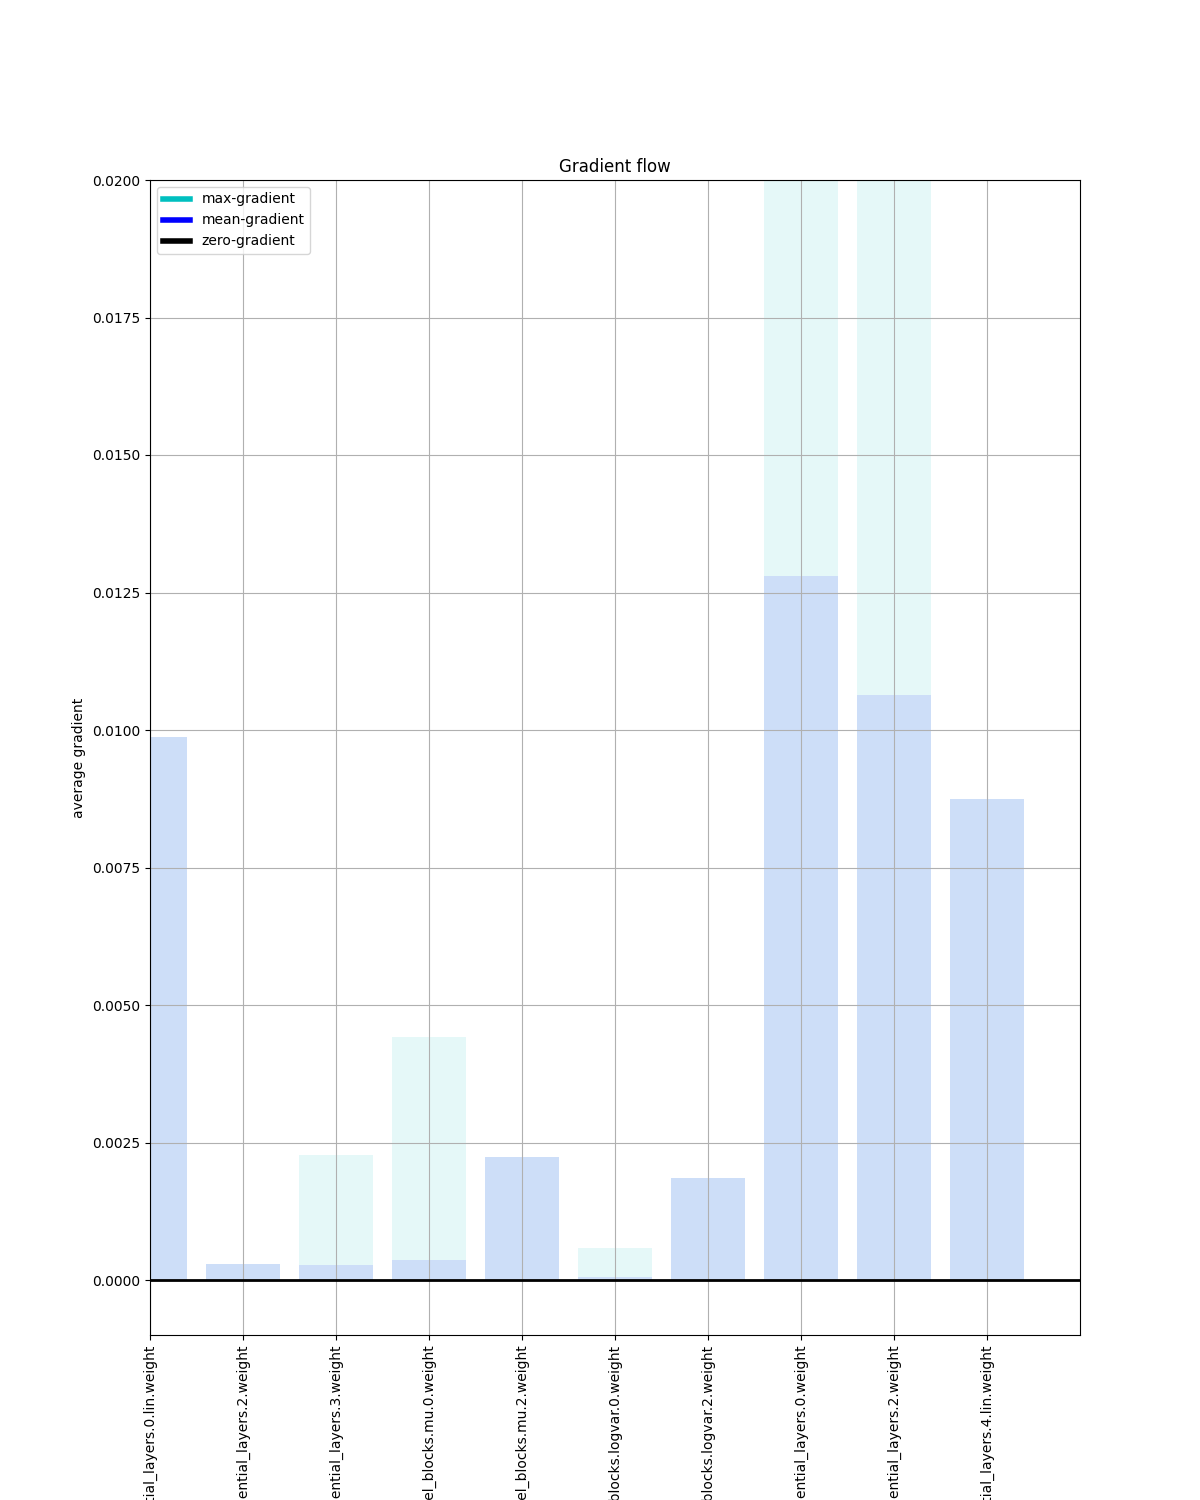 Gradient flow
max-gradient
mean-gradient
zero-gradient
0.0200
0.0175
0.0150
0.0125
0.0100
0.0075
0.0050
0.0025
0.0000
average gradient
tial_layers.0.lin.weight
ential_layers.2.weight
ential_layers.3.weight
el_blocks.mu.0.weight
el_blocks.mu.2.weight
blocks.logvar.0.weight
blocks.logvar.2.weight
ential_layers.0.weight
ential_layers.2.weight
tial_layers.4.lin.weight